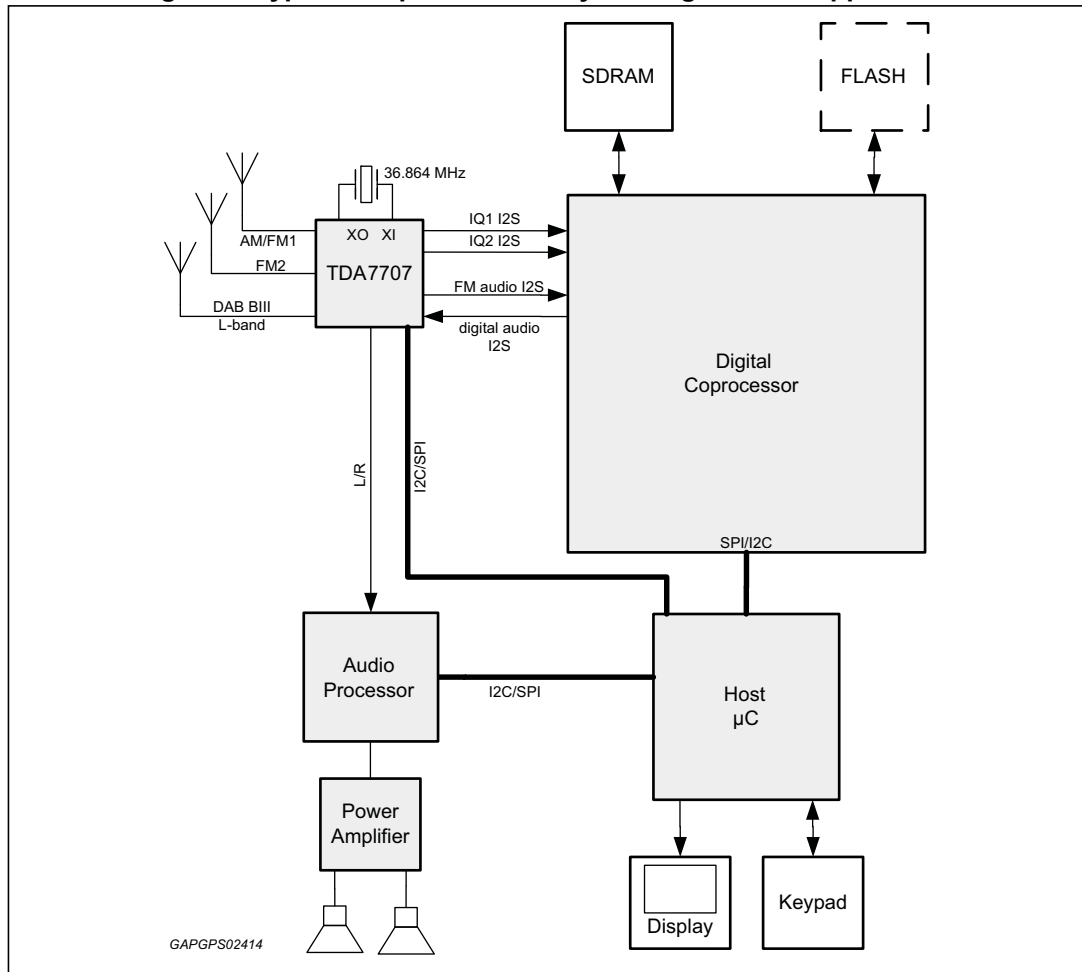 SDRAM
FLASH
36.864 MHz
AM/FM1
XO XI
IQ1 I2S
IQ2 I2S
FM2
TDA7707
FM audio I2S
DAB BIII
L-band
digital audio
I2S
Digital
Coprocessor
L/R
I2C/SPI
SPI/I2C
Audio
Processor
I2C/SPI
Host
µC
Power
Amplifier
Display
Keypad
GAPGPS02414